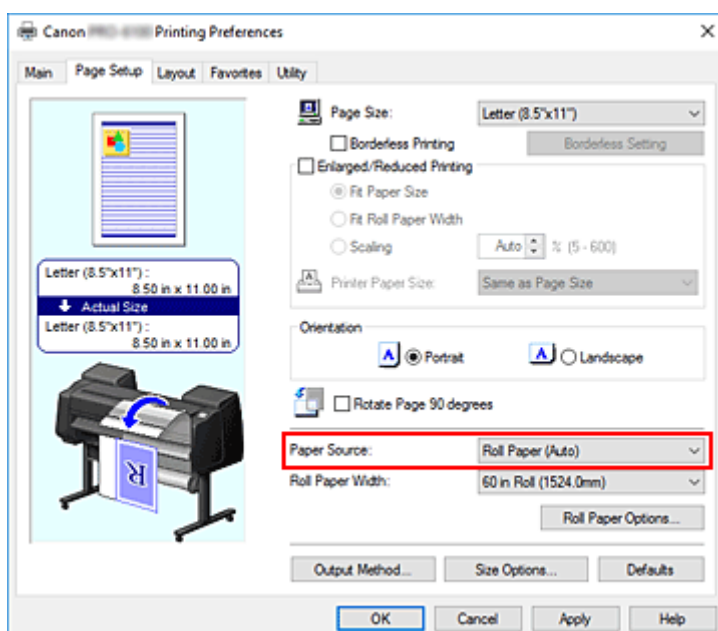 Canon Printing Preferences
Main Page Setup Layout Favorites Utility
Page Size: Letter (8.5"x11")
Borderless Printing Borderless Setting
Enlarged/Reduced Printing
Fit Paper Size
Fit Roll Paper Width
Scaling Auto % (5 - 600)
Printer Paper Size: Same as Page Size
Letter (8.5"x11") :
8.50 in x 11.00 in
Actual Size
Letter (8.5"x11") :
8.50 in x 11.00 in
Orientation
A Portrait A Landscape
Rotate Page 90 degrees
Paper Source: Roll Paper (Auto)
Roll Paper Width: 60 in Roll (1524.0mm)
Roll Paper Options...
R
Output Method... Size Options... Defaults
OK Cancel Apply Help